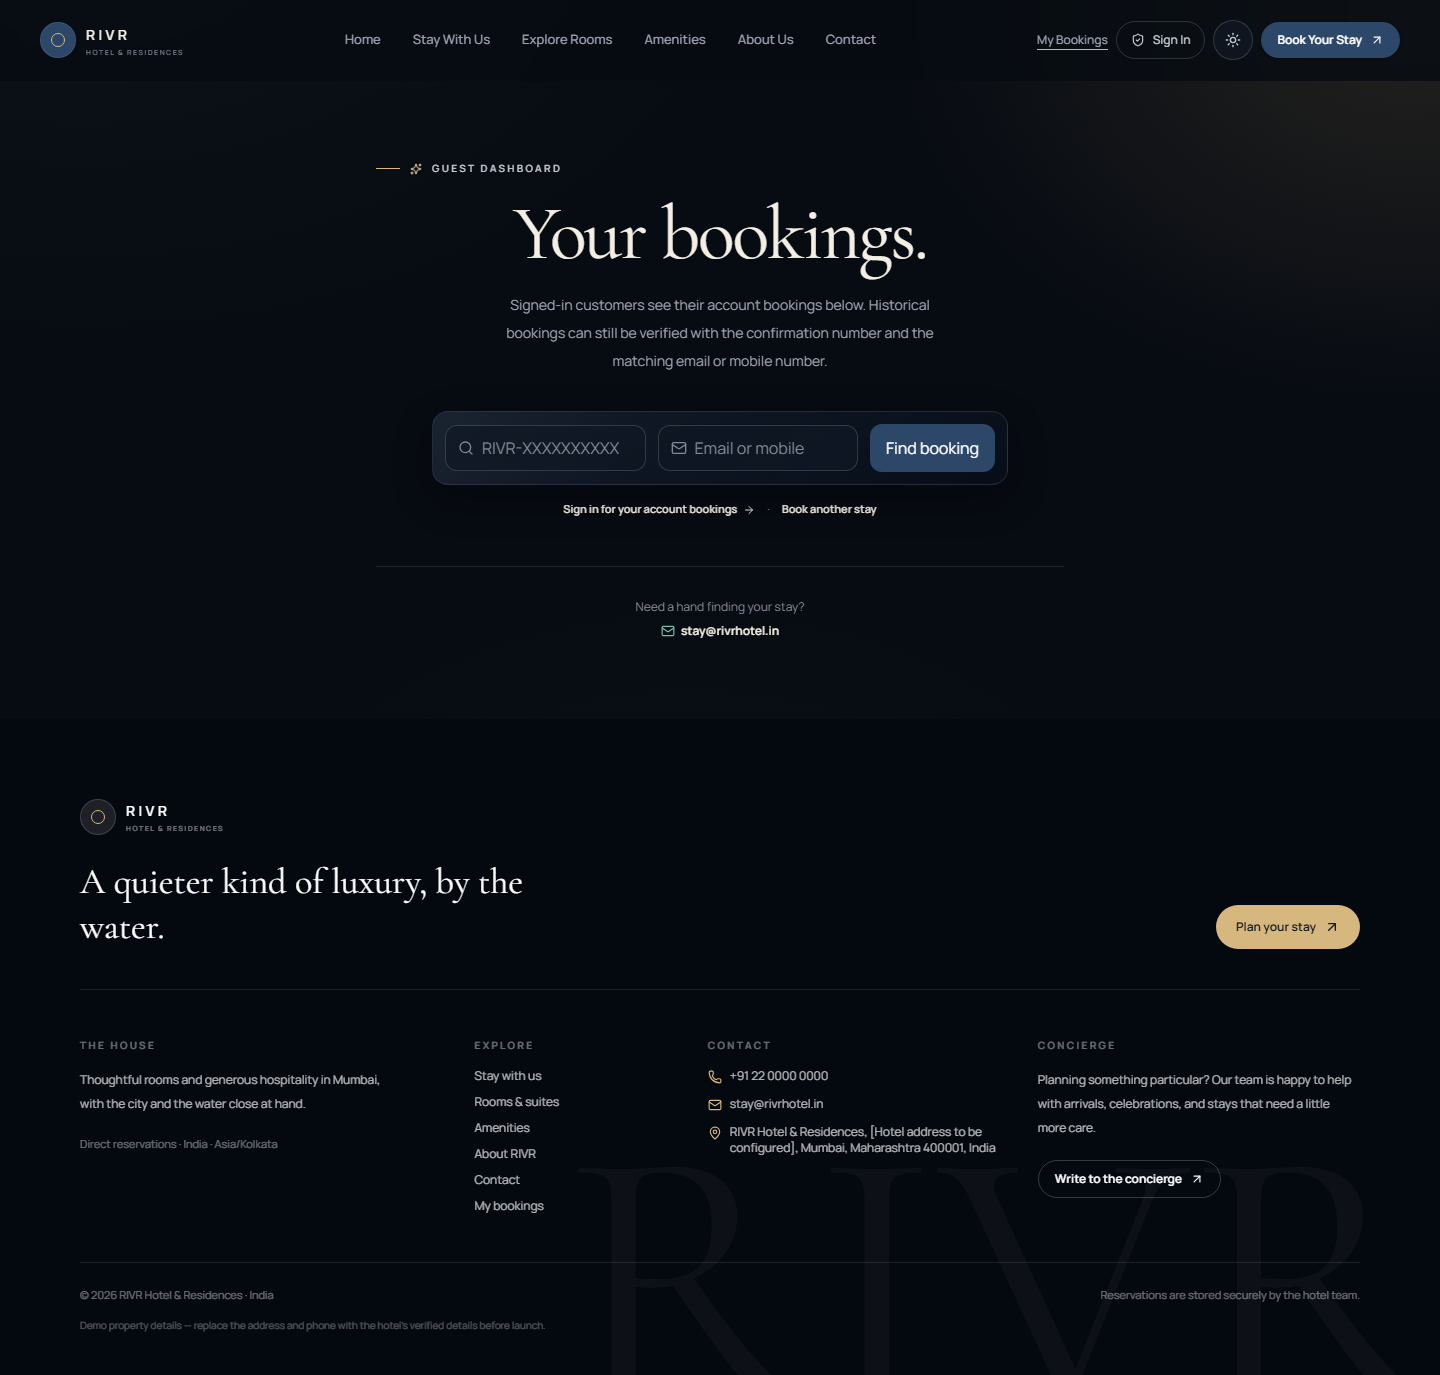 RIVR
HOTEL & RESIDENCES
Home
Stay With Us
Explore Rooms
Amenities
About Us
Contact
My Bookings
Sign In
Book Your Stay
GUEST DASHBOARD
Your bookings.
Signed-in customers see their account bookings below. Historical
bookings can still be verified with the confirmation number and the
matching email or mobile number.
RIVR-XXXXXXXXXX
Email or mobile
Find booking
Sign in for your account bookings → · Book another stay
Need a hand finding your stay?
stay@rivrhotel.in
RIVR
HOTEL & RESIDENCES
A quieter kind of luxury, by the
water.
Plan your stay
THE HOUSE
Thoughtful rooms and generous hospitality in Mumbai,
with the city and the water close at hand.
Direct reservations · India · Asia/Kolkata
EXPLORE
Stay with us
Rooms & suites
Amenities
About RIVR
Contact
My bookings
CONTACT
+91 22 0000 0000
stay@rivrhotel.in
RIVR Hotel & Residences, [Hotel address to be
configured], Mumbai, Maharashtra 400001, India
CONCIERGE
Planning something particular? Our team is happy to help
with arrivals, celebrations, and stays that need a little
more care.
Write to the concierge
RIVR
© 2026 RIVR Hotel & Residences · India
Reservations are stored securely by the hotel team.
Demo property details — replace the address and phone with the hotel's verified details before launch.